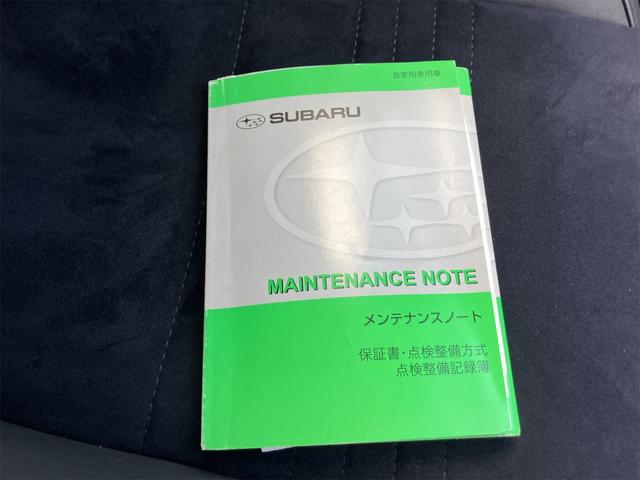 自家用乗用車
SUBARU
MAINTENANCE NOTE
メンテナンスノート
保証書・点検整備方式
点検整備記録簿